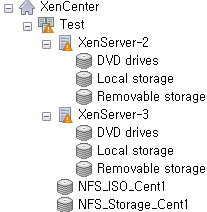 XenCenter
Test
XenServer-2
DVD drives
Local storage
Removable storage
XenServer-3
DVD drives
Local storage
Removable storage
NFS_ISO_Cent1
NFS_Storage_Cent1